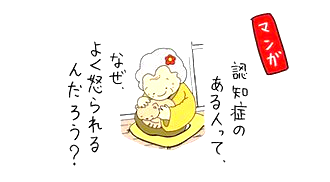 マンガ
認知症の
ある人って、
なぜ、
よく怒られる
んだろう？